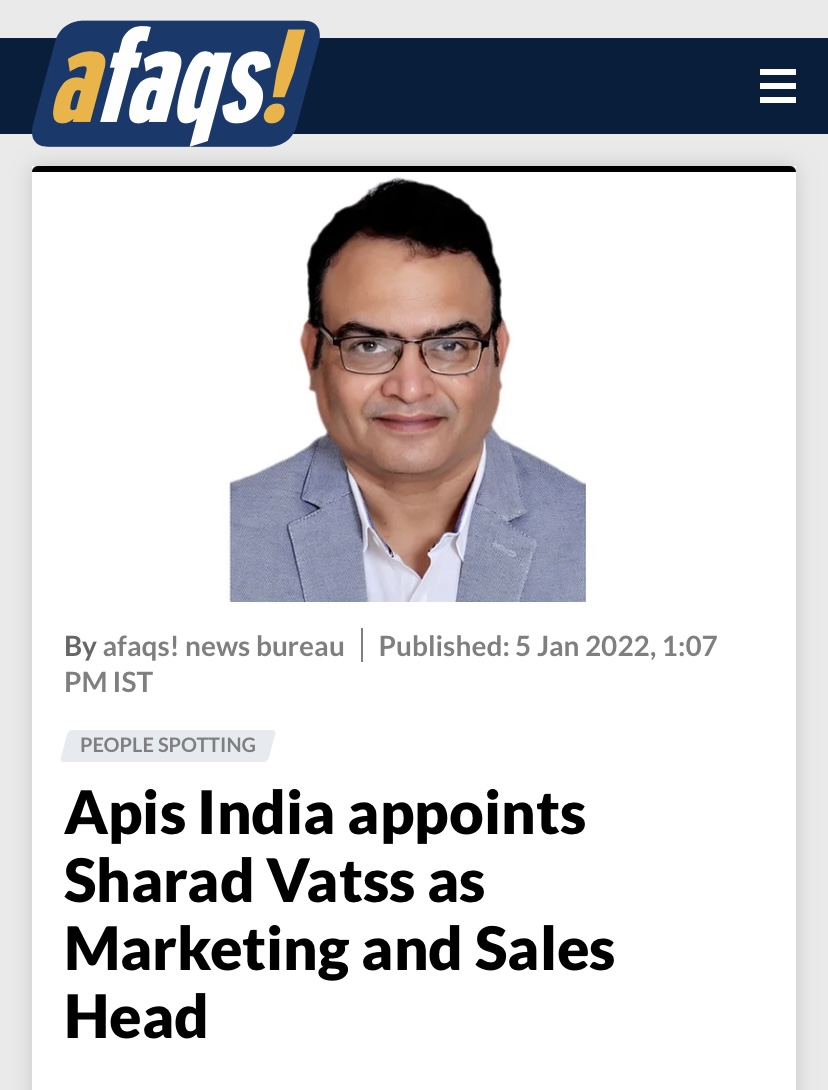 afaqs!
By afaqs! news bureau | Published: 5 Jan 2022, 1:07
PM IST
PEOPLE SPOTTING
Apis India appoints
Sharad Vatss as
Marketing and Sales
Head